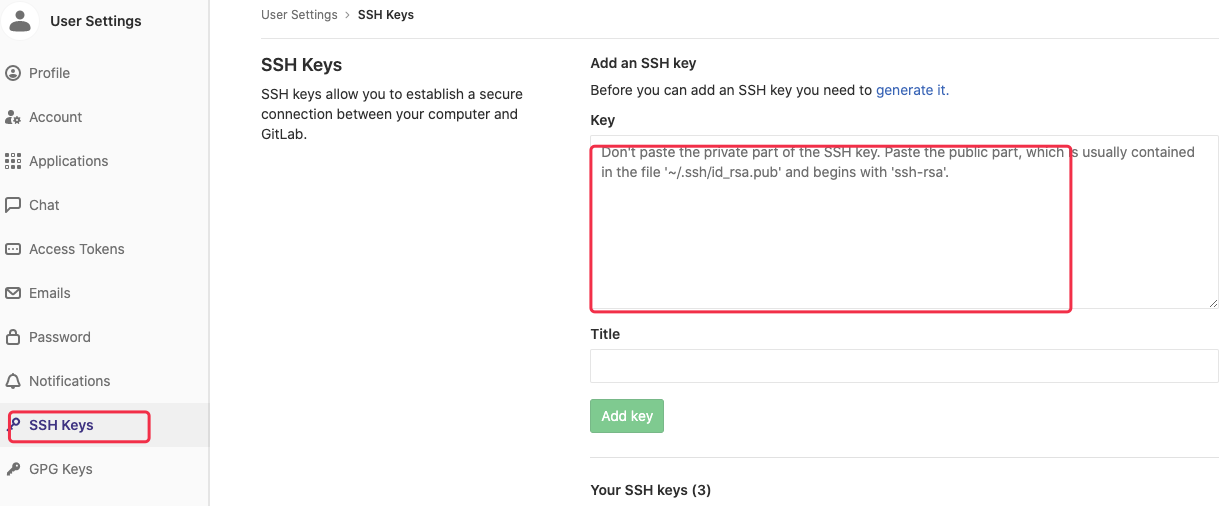 User Settings
Profile
Account
Applications
Chat
Access Tokens
Emails
Password
Notifications
SSH Keys
GPG Keys
User Settings › SSH Keys
SSH Keys
SSH keys allow you to establish a secure
connection between your computer and
GitLab.
Add an SSH key
Before you can add an SSH key you need to generate it.
Key
Don't paste the private part of the SSH key. Paste the public part, which is usually contained
in the file '~/.ssh/id_rsa.pub' and begins with 'ssh-rsa'.
Title
Add key
Your SSH keys (3)